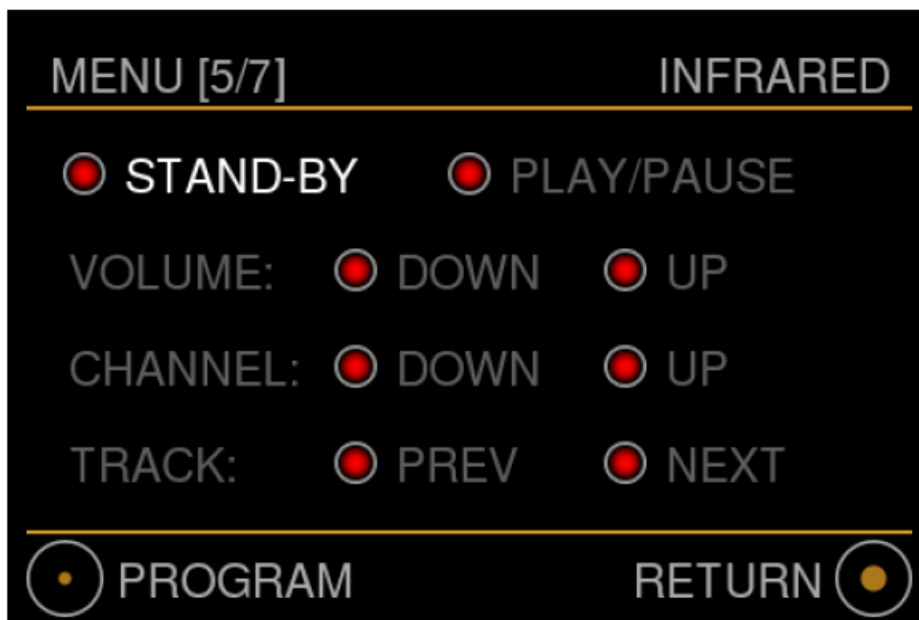 MENU [5/7] INFRARED
STAND-BY PLAY/PAUSE
VOLUME: DOWN UP
CHANNEL: DOWN UP
TRACK: PREV NEXT
PROGRAM RETURN